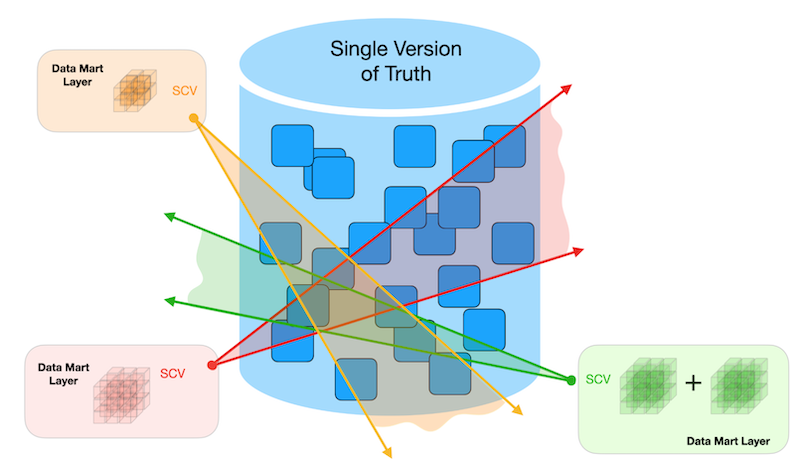 Single Version
of Truth
Data Mart
Layer
SCV
Data Mart
Layer
SCV
SCV
+
Data Mart Layer